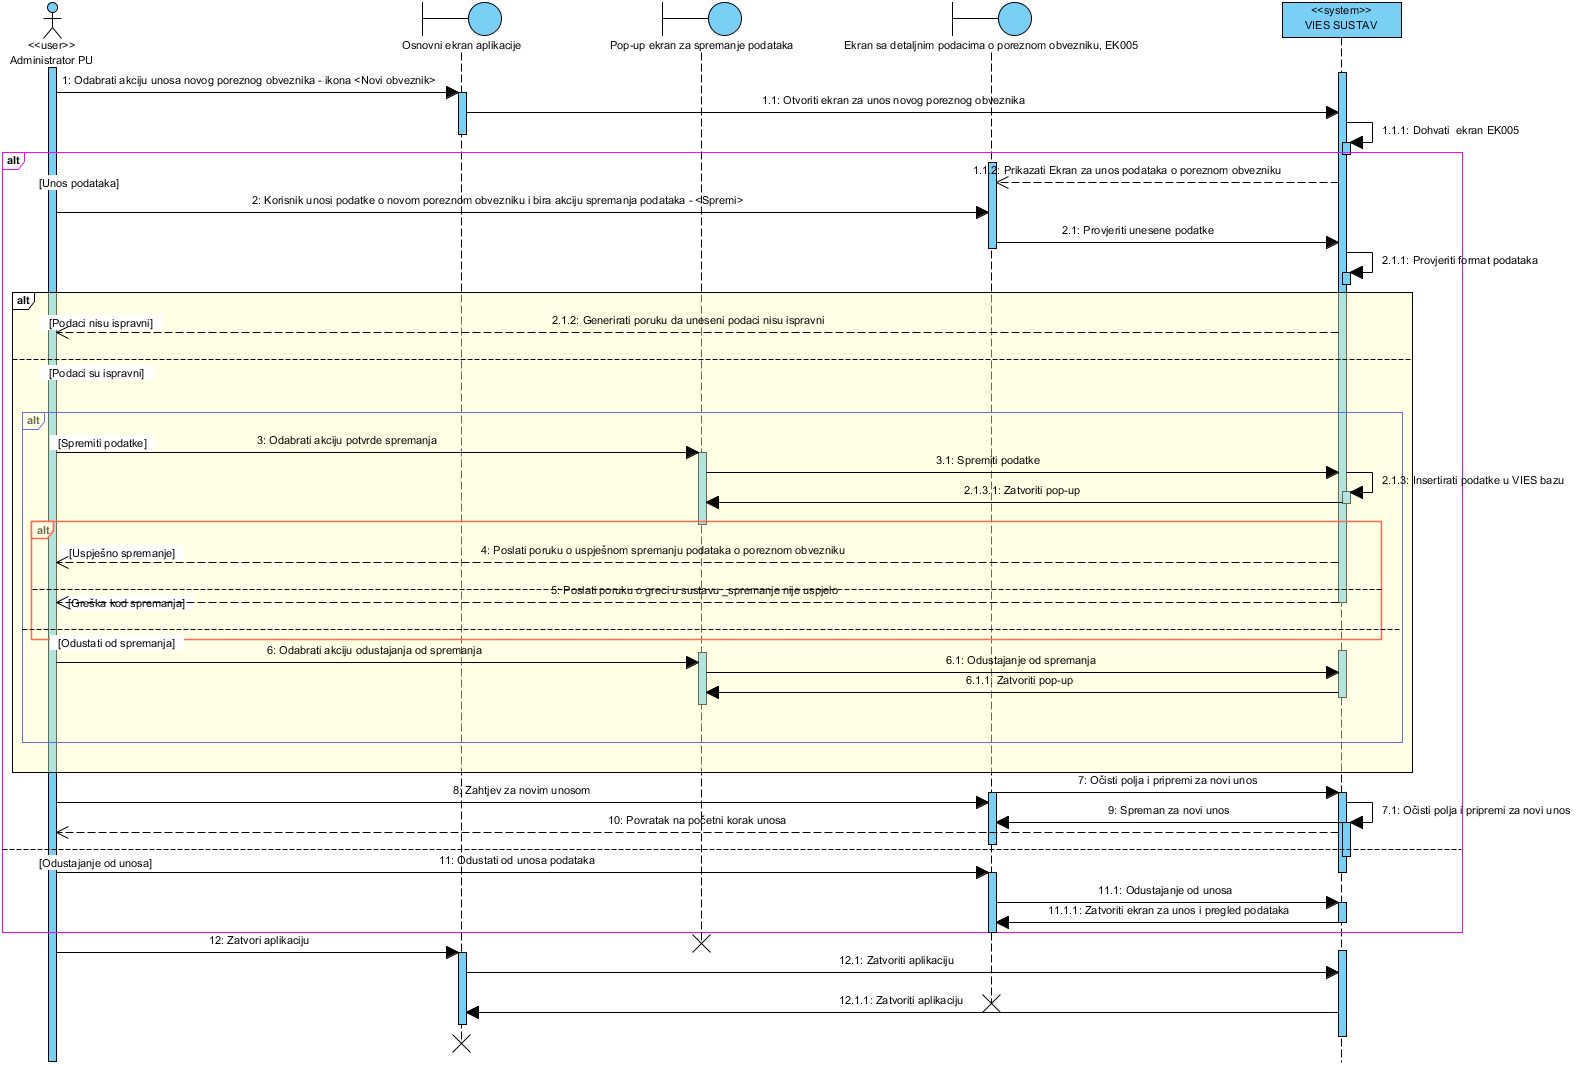 <<user>>
Administrator PU
Osnovni ekran aplikacije
Pop-up ekran za spremanje podataka
Ekran sa detaljnim podacima o poreznom obvezniku, EK005
<<system>>
VIES SUSTAV
1: Odabrati akciju unosa novog poreznog obveznika - ikona <Novi obveznik>
1.1: Otvoriti ekran za unos novog poreznog obveznika
1.1.1: Dohvati ekran EK005
alt
1.1.2: Prikazati Ekran za unos podataka o poreznom obvezniku
[Unos podataka]
2: Korisnik unosi podatke o novom poreznom obvezniku i bira akciju spremanja podataka - <Spremi>
2.1: Provjeriti unesene podatke
2.1.1: Provjeriti format podataka
alt
[Podaci nisu ispravni]
2.1.2: Generirati poruku da uneseni podaci nisu ispravni
[Podaci su ispravni]
alt
[Spremiti podatke]
3: Odabrati akciju potvrde spremanja
3.1: Spremiti podatke
2.1.3: Insertirati podatke u VIES bazu
2.1.3.1: Zatvoriti pop-up
alt
[Uspješno spremanje]
4: Poslati poruku o uspješnom spremanju podataka o poreznom obvezniku
5: Poslati poruku o greci u sustavu _spremanje nije uspjelo
[Greška kod spremanja]
[Odustati od spremanja]
6: Odabrati akciju odustajanja od spremanja
6.1: Odustajanje od spremanja
6.1.1: Zatvoriti pop-up
7: Očisti polja i pripremi za novi unos
8: Zahtjev za novim unosom
9: Spreman za novi unos
7.1: Očisti polja i pripremi za novi unos
10: Povratak na početni korak unosa
[Odustajanje od unosa]
11: Odustati od unosa podataka
11.1: Odustajanje od unosa
11.1.1: Zatvoriti ekran za unos i pregled podataka
12: Zatvori aplikaciju
12.1: Zatvoriti aplikaciju
12.1.1: Zatvoriti aplikaciju